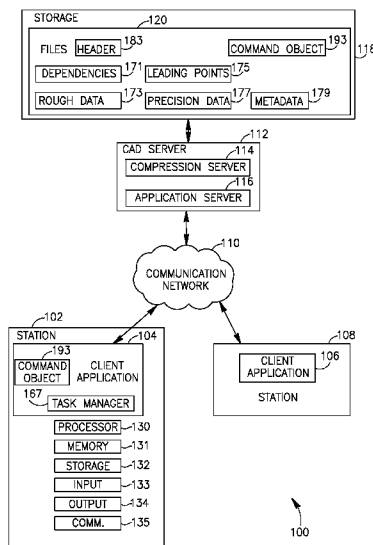 STORAGE
120
FILES HEADER 183 COMMAND OBJECT 193
118
DEPENDENCIES 171 LEADING POINTS 175
ROUGH DATA 173 PRECISION DATA 177 METADATA 179
112
CAD SERVER 114
COMPRESSION SERVER
116
APPLICATION SERVER
110
COMMUNICATION
NETWORK
102
STATION 104
193
COMMAND
OBJECT
CLIENT
APPLICATION
167
TASK MANAGER
PROCESSOR 130
MEMORY 131
STORAGE 132
INPUT 133
OUTPUT 134
COMM. 135
108
CLIENT
APPLICATION 106
STATION
100